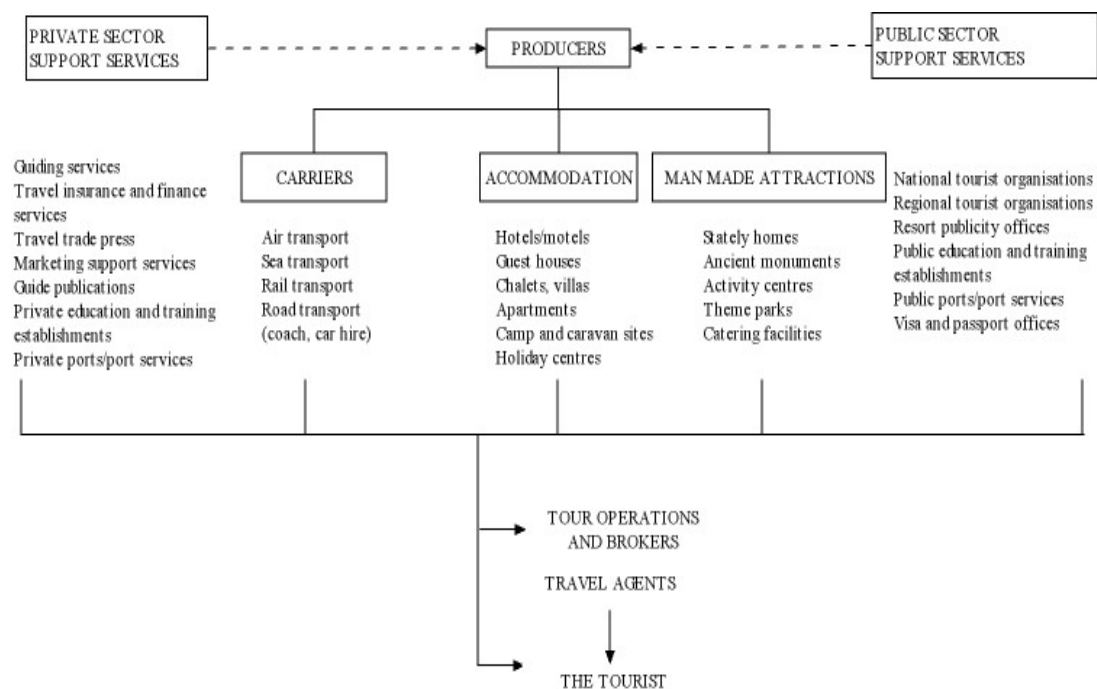 PRIVATE SECTOR
SUPPORT SERVICES
PRODUCERS
PUBLIC SECTOR
SUPPORT SERVICES
Guiding services
Travel insurance and finance
services
Travel trade press
Marketing support services
Guide publications
Private education and training
establishments
Private ports/port services
CARRIERS
Air transport
Sea transport
Rail transport
Road transport
(coach, car hire)
ACCOMMODATION
Hotels/motels
Guest houses
Chalets, villas
Apartments
Camp and caravan sites
Holiday centres
MAN MADE ATTRACTIONS
Stately homes
Ancient monuments
Activity centres
Theme parks
Catering facilities
National tourist organisations
Regional tourist organisations
Resort publicity offices
Public education and training
establishments
Public ports/port services
Visa and passport offices
TOUR OPERATIONS
AND BROKERS
TRAVEL AGENTS
THE TOURIST